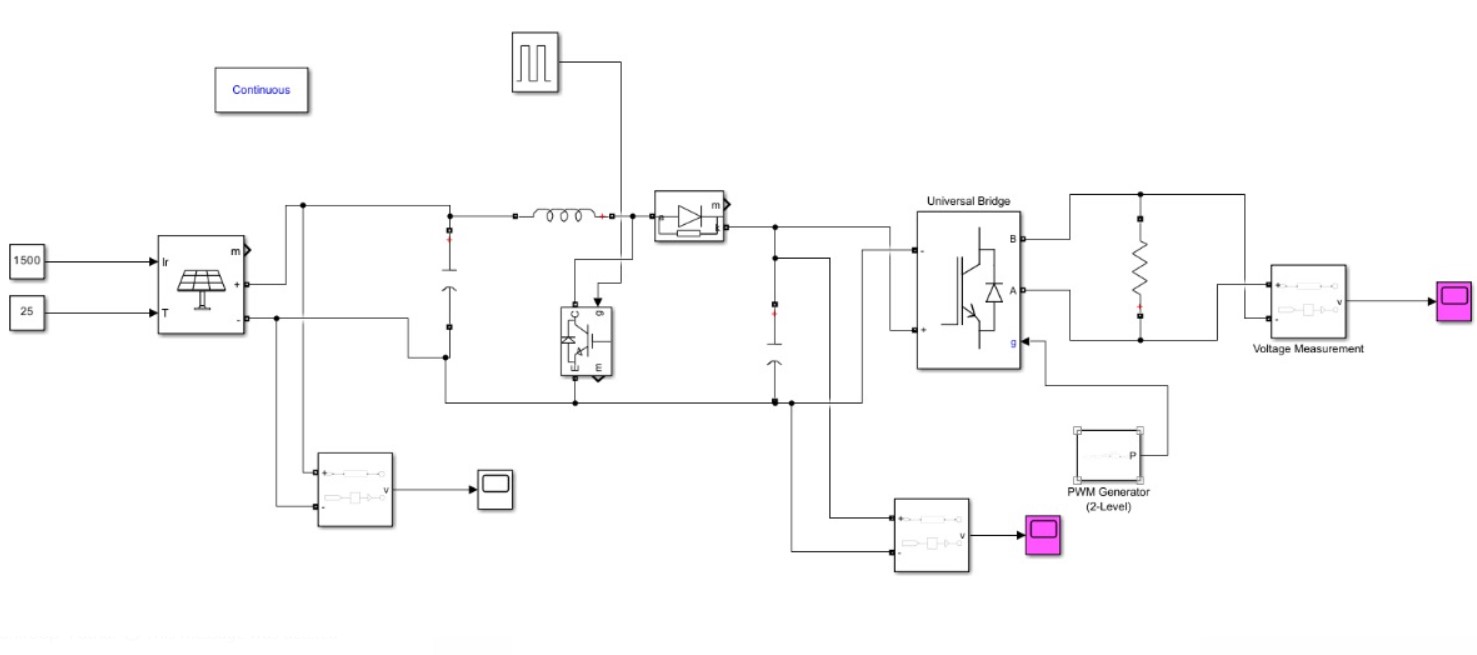 Continuous
Universal Bridge
1500
25
Ir
T
m
+
-
m
a
k
C
g
E
m
-
+
B
A
g
+
-
v
Voltage Measurement
P
PWM Generator
(2-Level)
+
-
v
+
-
v